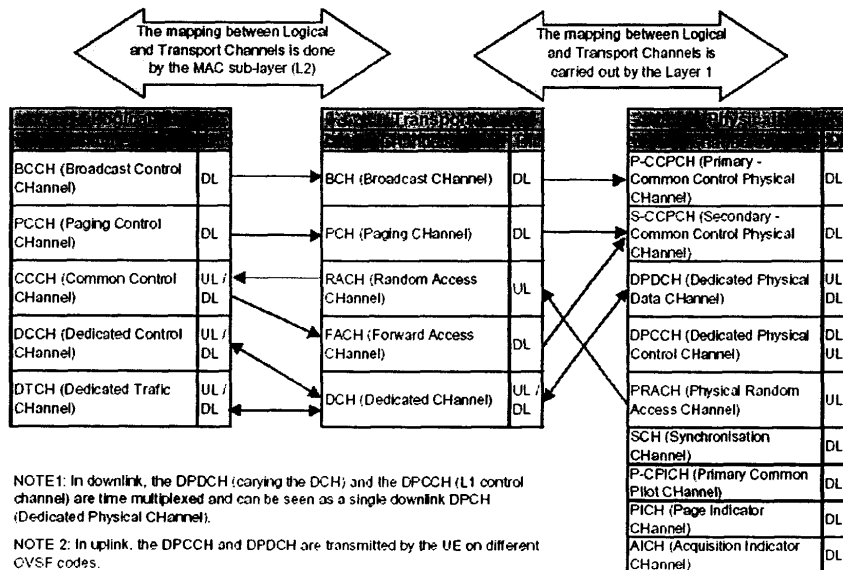 The mapping between Logical
and Transport Channels is done
by the MAC sub-layer (L2)
The mapping between Logical
and Transport Channels is
carried out by the Layer 1
Transport
Physical
BCCH (Broadcast Control
CHannel)
DL
PCCH (Paging Control
CHannel)
DL
CCCH (Common Control
CHannel)
UL /
DL
DCCH (Dedicated Control
CHannel)
UL /
DL
DTCH (Dedicated Trafic
CHannel)
UL /
DL
BCH (Broadcast CHannel)
DL
PCH (Paging CHannel)
DL
RACH (Random Access
CHannel)
UL
FACH (Forward Access
CHannel)
DL
DCH (Dedicated CHannel)
UL /
DL
P-CCPCH (Primary -
Common Control Physical
CHannel)
DL
S-CCPCH (Secondary -
Common Control Physical
CHannel)
DL
DPDCH (Dedicated Physical
Data CHannel)
UL
DL
DPCCH (Dedicated Physical
Control CHannel)
DL
UL
PRACH (Physical Random
Access CHannel)
UL
SCH (Synchronisation
CHannel)
DL
P-CPICH (Primary Common
Pilot CHannel)
DL
PICH (Page Indicator
CHannel)
DL
AICH (Acquisition Indicator
CHannel)
DL
NOTE1: In downlink, the DPDCH (carying the DCH) and the DPCCH (L1 control
channel) are time multiplexed and can be seen as a single downlink DPCH
(Dedicated Physical CHannel).
NOTE 2: In uplink, the DPCCH and DPDCH are transmitted by the UE on different
OVSF codes.